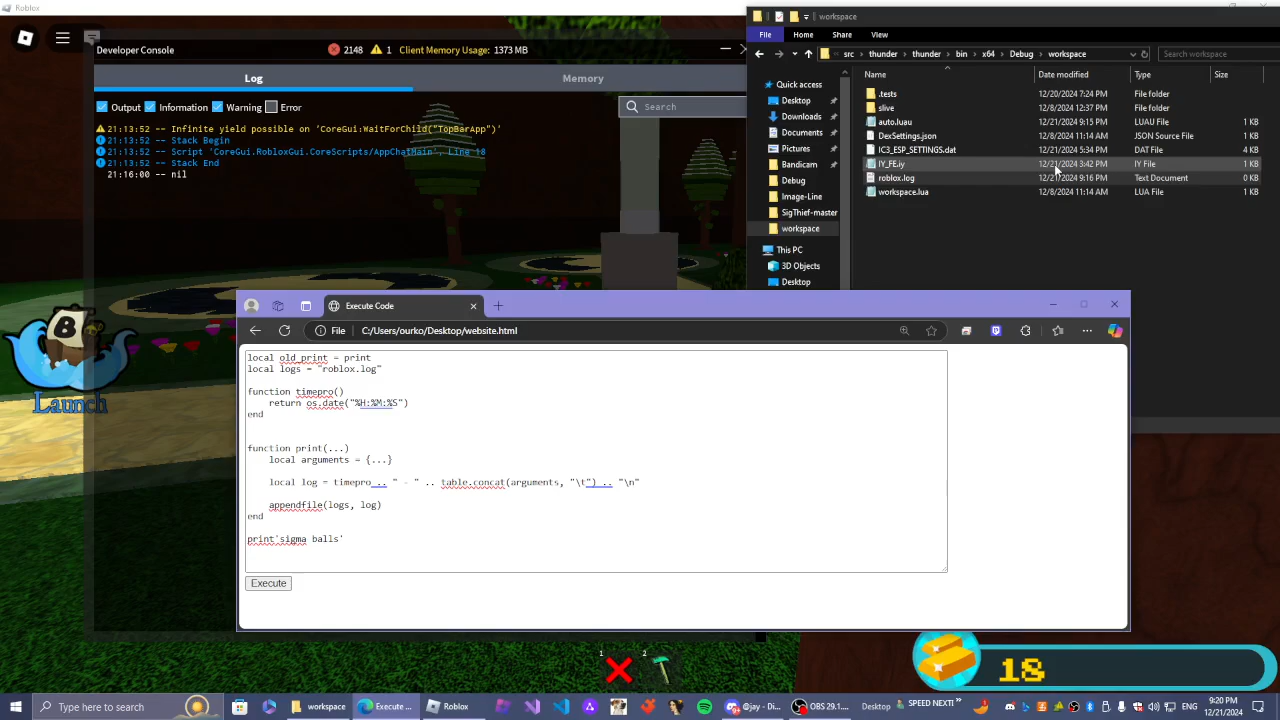 Roblox
Developer Console
2148
1
Client Memory Usage: 1373 MB
Log
Memory
Output
Information
Warning
Error
Search
21:13:52 -- Infinite yield possible on 'CoreGui:WaitForChild("TopBarApp")'
21:13:52 -- Stack Begin
21:13:52 -- Script 'CoreGui.RobloxGui.CoreScripts/AppChatMain', Line 18
21:13:52 -- Stack End
21:16:00 -- nil
B
Launch
workspace
File
Home
Share
View
src
thunder
thunder
bin
x64
Debug
workspace
Search workspace
Quick access
Desktop
Downloads
Documents
Pictures
Bandicam
Debug
Image-Line
SigThief-master
workspace
This PC
3D Objects
Desktop
Name
Date modified
Type
Size
.tests 12/20/2024 7:24 PM File folder
slive 12/8/2024 12:37 PM File folder
auto.luau 12/21/2024 9:15 PM LUAU File 1 KB
DexSettings.json 12/8/2024 11:14 AM JSON Source File 1 KB
IC3_ESP_SETTINGS.dat 12/21/2024 5:34 PM DAT File 4 KB
IY_FE.iy 12/21/2024 3:42 PM IY File 1 KB
roblox.log 12/21/2024 9:16 PM Text Document 0 KB
workspace.lua 12/8/2024 11:14 AM LUA File 1 KB
Execute Code
File
C:/Users/ourko/Desktop/website.html
local old_print = print
local logs = "roblox.log"
function timepro()
return os.date("%H:%M:%S")
end
function print(...)
local arguments = {...}
local log = timepro .. " - " .. table.concat(arguments, "\t") .. "\n"
appendfile(logs, log)
end
print'sigma balls'
Execute
1
2
18
Type here to search
workspace
Execute ...
Roblox
@jay - Di...
OBS 29.1...
Desktop
SPEED NEXT!
9:20 PM
12/21/2024